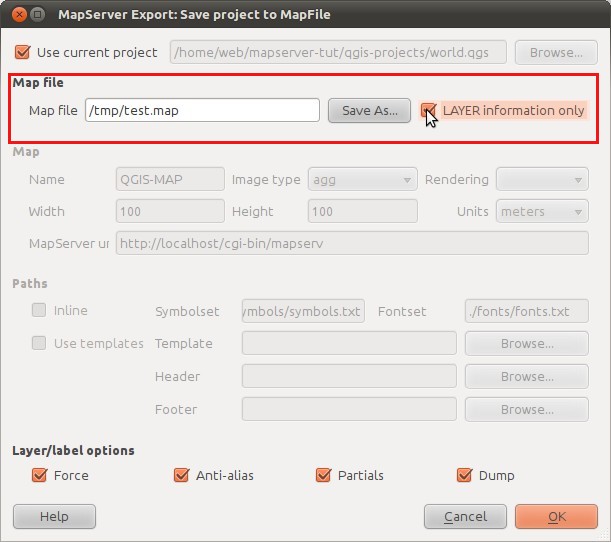 MapServer Export: Save project to MapFile
Use current project /home/web/mapserver-tut/qgis-projects/world.qgs Browse...
Map file
Map file /tmp/test.map Save As... LAYER information only
Map
Name QGIS-MAP Image type agg Rendering
Width 100 Height 100 Units meters
MapServer ur http://localhost/cgi-bin/mapserv
Paths
Inline Symbolset ymbols/symbols.txt Fontset ./fonts/fonts.txt
Use templates Template Browse...
Header Browse...
Footer Browse...
Layer/label options
Force Anti-alias Partials Dump
Help Cancel OK